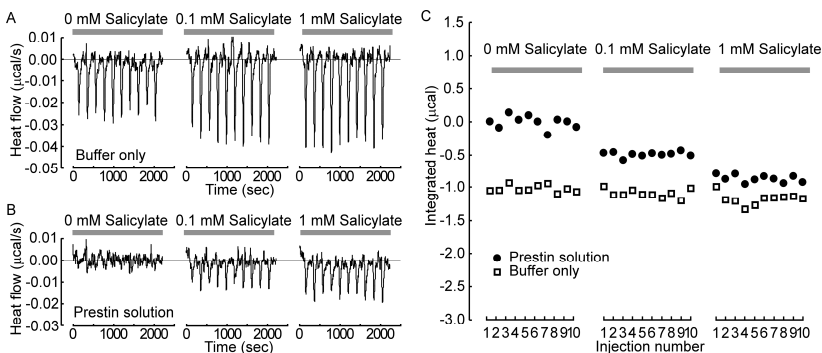 A
0 mM Salicylate 0.1 mM Salicylate 1 mM Salicylate
Heat flow (μcal/s)
0.01
0.00
-0.01
-0.02
-0.03
-0.04
-0.05
Buffer only
0 1000 2000 0 1000 2000 0 1000 2000
Time (sec)
B
0 mM Salicylate 0.1 mM Salicylate 1 mM Salicylate
Heat flow (μcal/s)
0.01
0.00
-0.01
-0.02
-0.03
Prestin solution
0 1000 2000 0 1000 2000 0 1000 2000
Time (sec)
C
Integrated heat (μcal)
1.5
1.0
0.5
0.0
-0.5
-1.0
-1.5
-2.0
-2.5
-3.0
0 mM Salicylate 0.1 mM Salicylate 1 mM Salicylate
Prestin solution
Buffer only
12345678910 12345678910 12345678910
Injection number